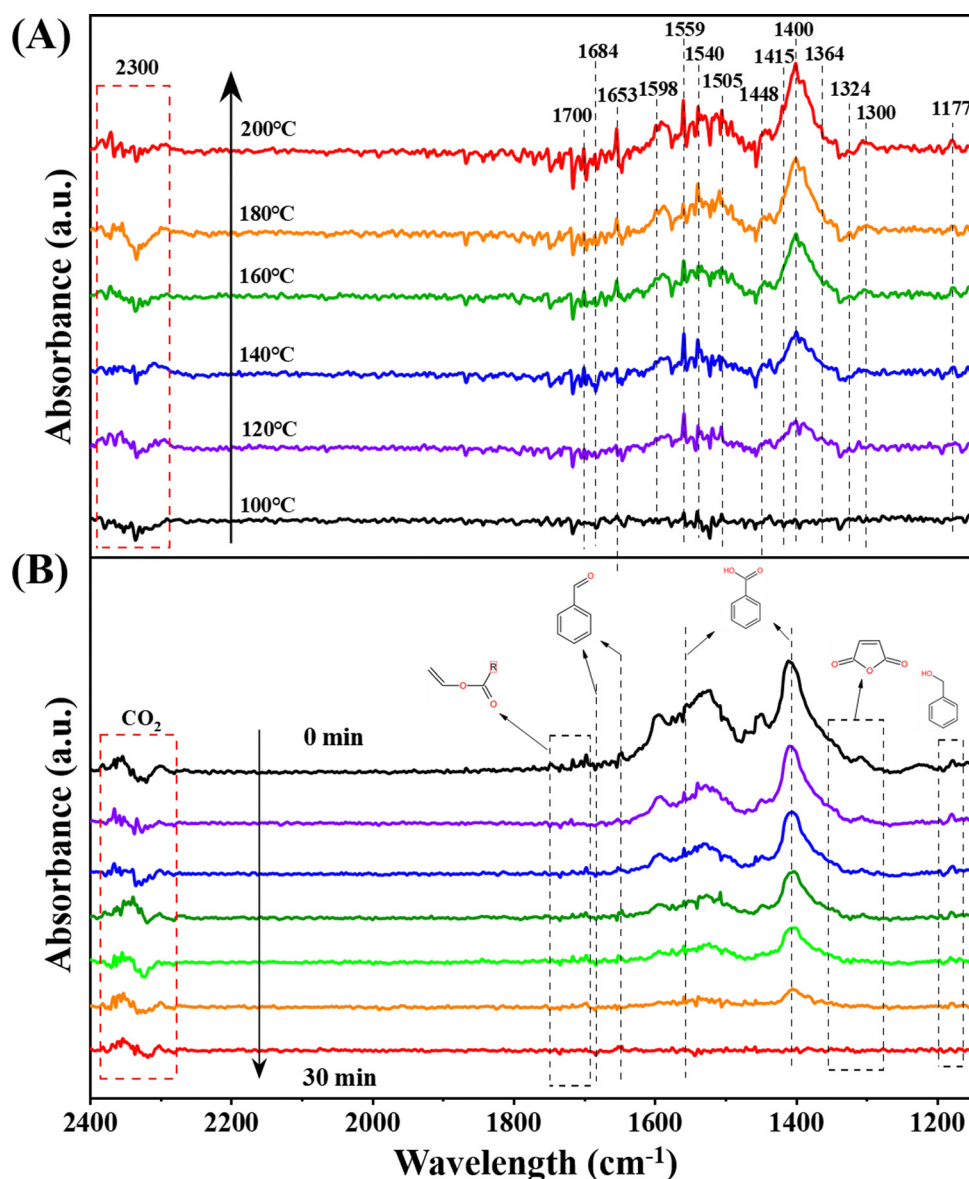 (A)
2300
1700
1684
1653
1598
1559
1540
1505
1448
1415
1400
1364
1324
1300
1177
200°C
180°C
160°C
140°C
120°C
100°C
Absorbance (a.u.)
(B)
CO2
0 min
30 min
R
O
O
O
HO
O
O
O
O
HO
Absorbance (a.u.)
2400
2200
2000
1800
1600
1400
1200
Wavelength (cm-1)